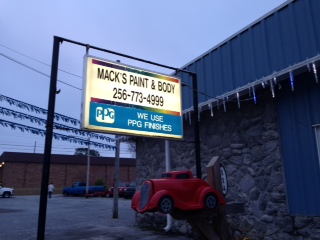 MACK'S PAINT & BODY
256-773-4999
PPG
WE USE
PPG FINISHES